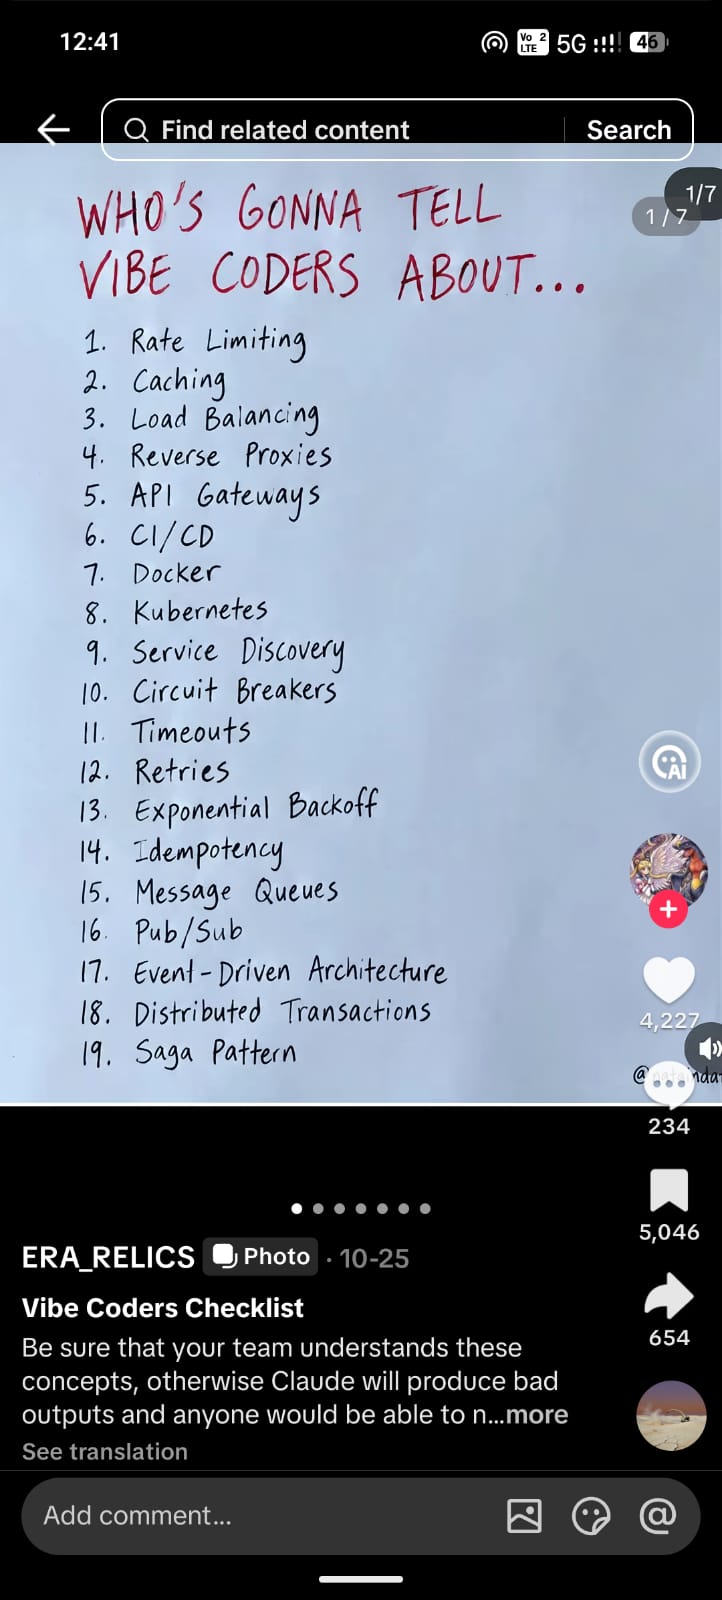 12:41
Vo 2
LTE
5G
46
Find related content
Search
1/7
1/7
WHO'S GONNA TELL
VIBE CODERS ABOUT...
1. Rate Limiting
2. Caching
3. Load Balancing
4. Reverse Proxies
5. API Gateways
6. CI/CD
7. Docker
8. Kubernetes
9. Service Discovery
10. Circuit Breakers
11. Timeouts
12. Retries
13. Exponential Backoff
14. Idempotency
15. Message Queues
16. Pub/Sub
17. Event-Driven Architecture
18. Distributed Transactions
19. Saga Pattern
AI
4,227
234
5,046
654
ERA_RELICS
Photo
· 10-25
Vibe Coders Checklist
Be sure that your team understands these
concepts, otherwise Claude will produce bad
outputs and anyone would be able to n...more
See translation
Add comment...
@